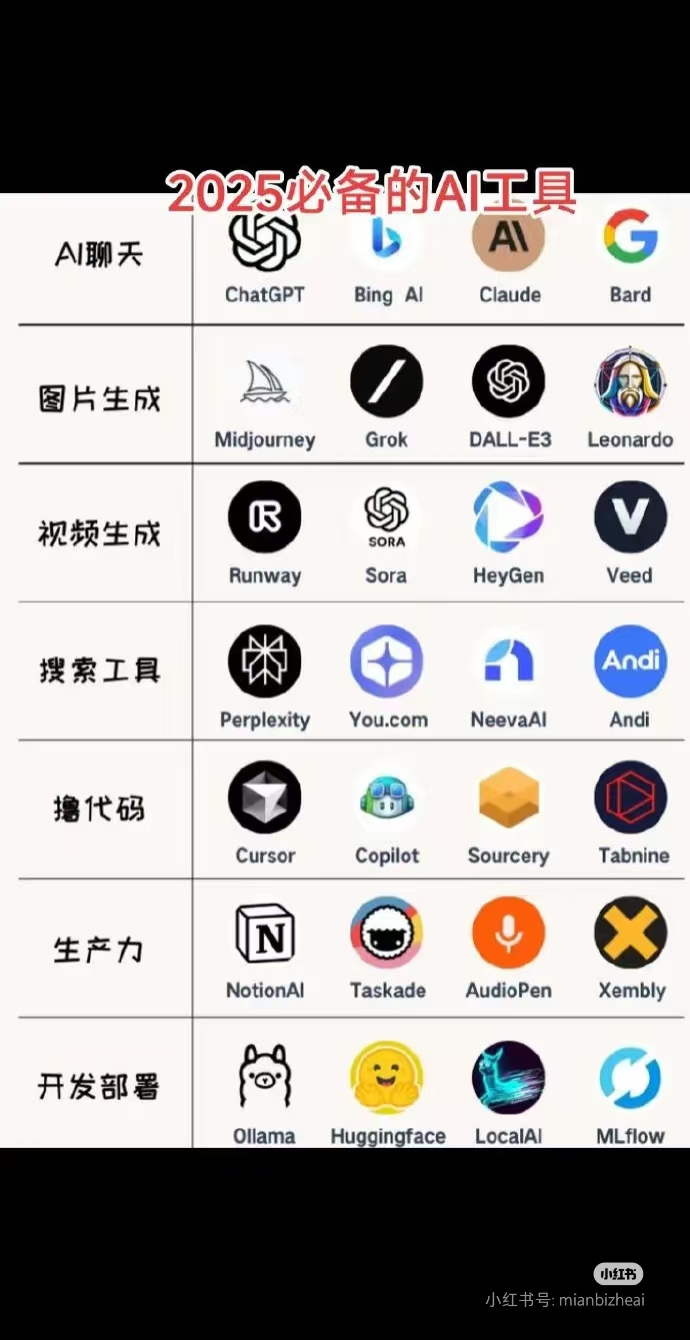 2025必备的AI工具
AI聊天
ChatGPT
Bing AI
Claude
Bard
图片生成
Midjourney
Grok
DALL-E3
Leonardo
视频生成
SORA
Runway
Sora
HeyGen
Veed
搜索工具
Andi
Perplexity
You.com
NeevaAI
Andi
撸代码
Cursor
Copilot
Sourcery
Tabnine
生产力
NotionAI
Taskade
AudioPen
Xembly
开发部署
Ollama
Huggingface
LocalAI
MLflow
小红书
小红书号: mianbizheai